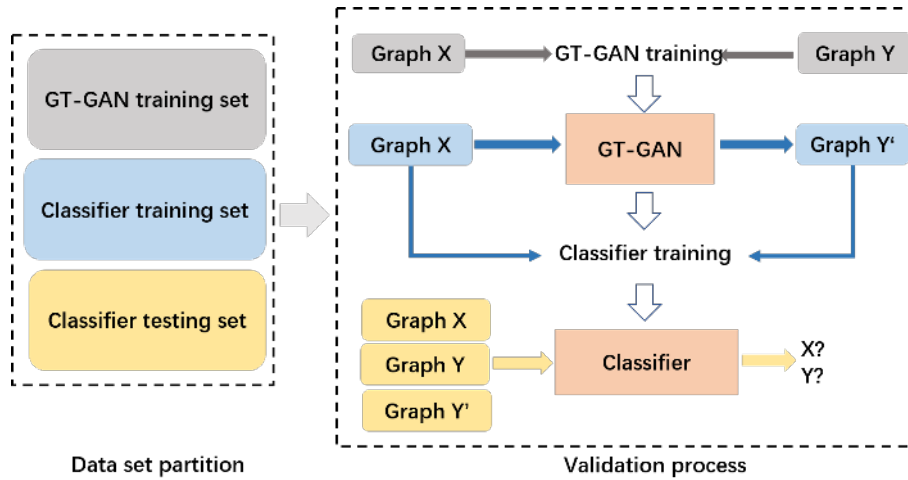 GT-GAN training set
Classifier training set
Classifier testing set
Data set partition
Graph X
GT-GAN training
Graph Y
Graph X
GT-GAN
Graph Y‘
Classifier training
Graph X
Graph Y
Graph Y’
Classifier
X?
Y?
Validation process